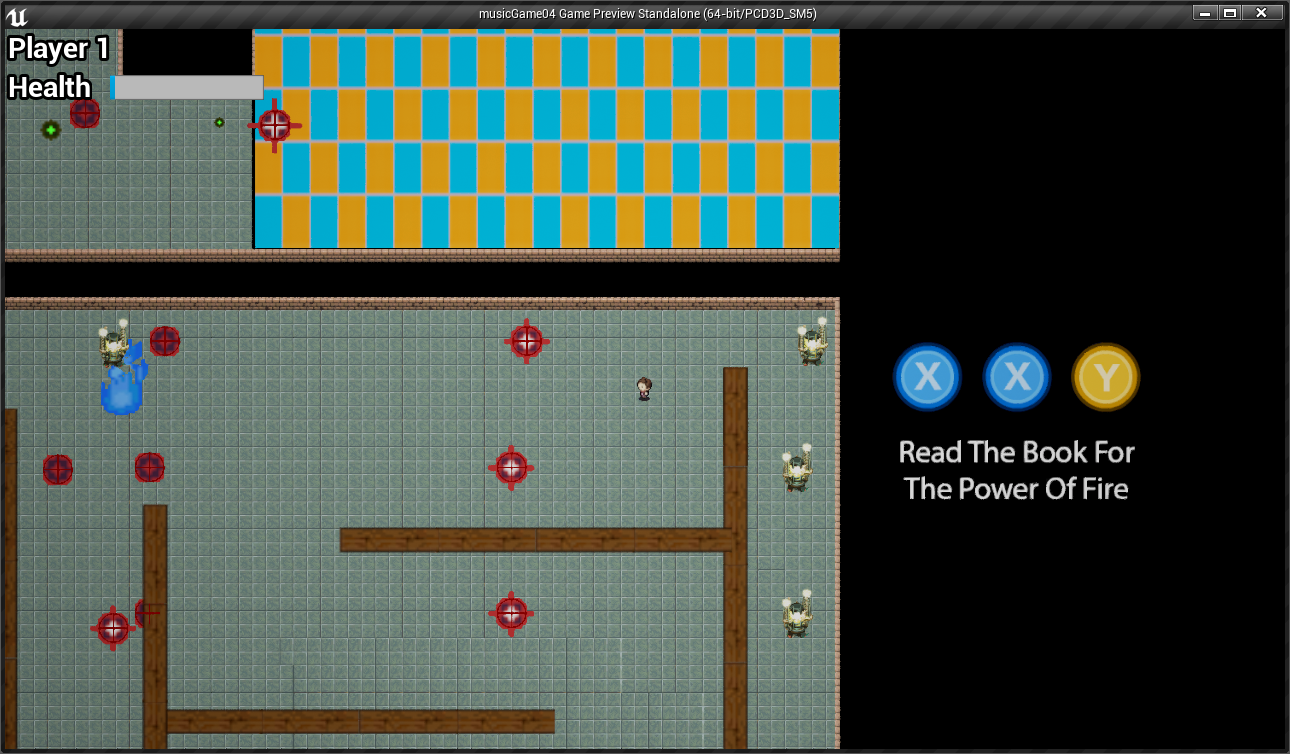 musicGame04 Game Preview Standalone (64-bit/PCD3D_SM5)
Player 1
Health
X X Y
Read The Book For
The Power Of Fire